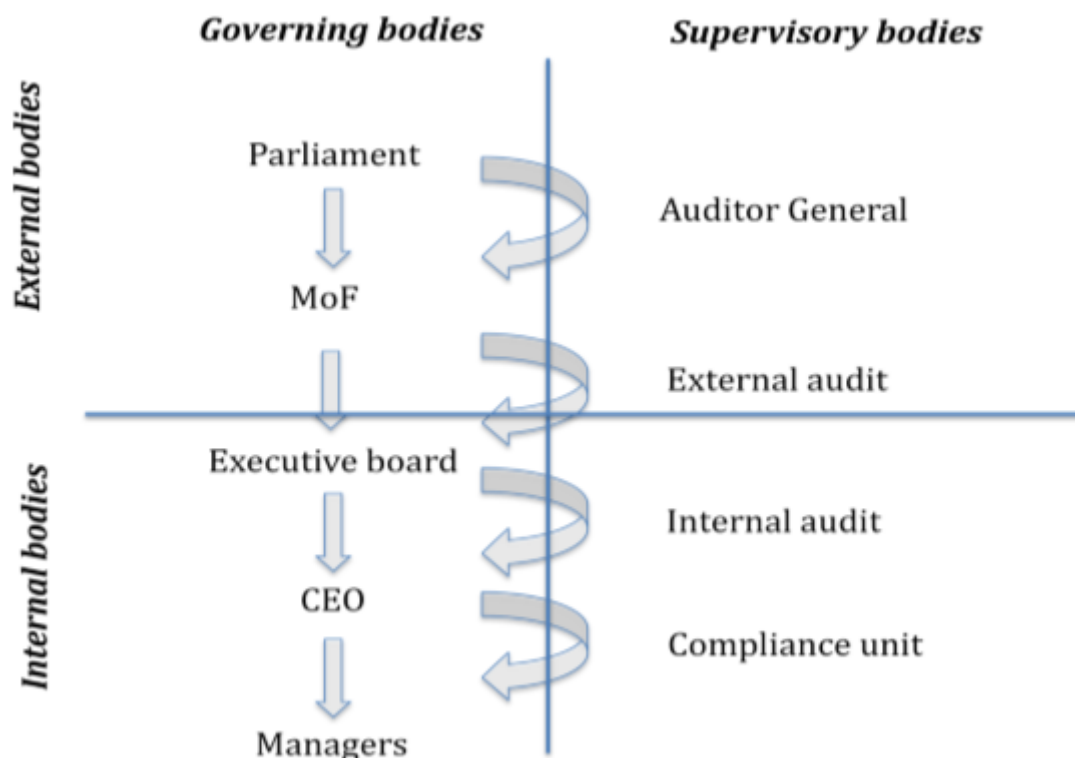 Governing bodies
Supervisory bodies
External bodies
Parliament
Auditor General
MoF
External audit
Internal bodies
Executive board
Internal audit
CEO
Compliance unit
Managers